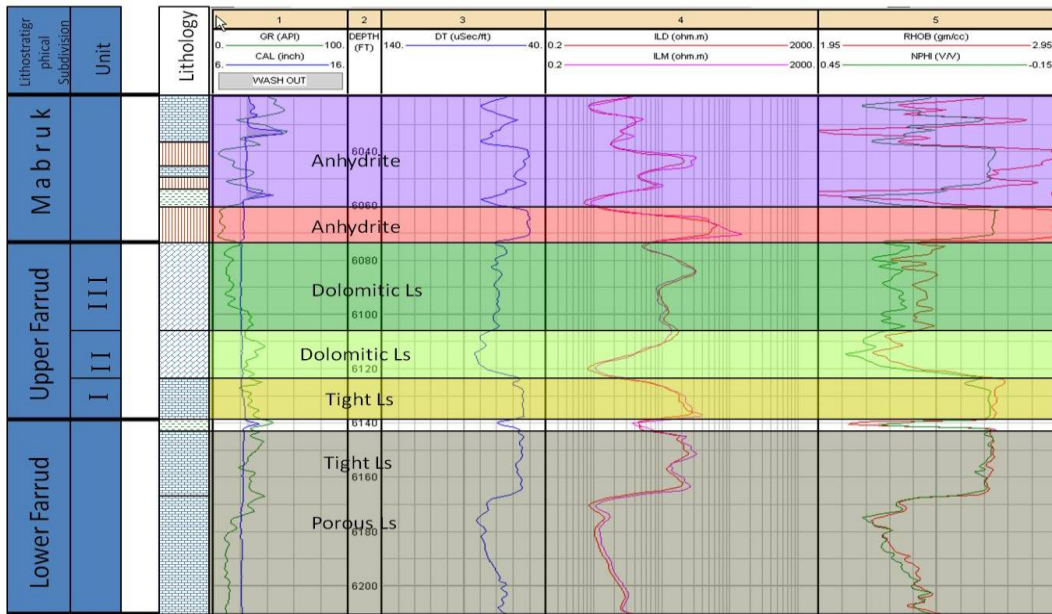 Lithostratigr
phical
Subdivision
Unit
Lithology
1
2
3
4
5
GR (API)
0. 100.
CAL (inch)
6. 16.
WASH OUT
DEPTH
(FT)
DT (uSec/ft)
140. 40.
ILD (ohm.m)
0.2 2000.
ILM (ohm.m)
0.2 2000.
RHOB (gm/cc)
1.95 2.95
NPHI (V/V)
0.45 -0.15
Mabruk
6040
Anhydrite
6060
Anhydrite
Upper Farrud
III
6080
Dolomitic Ls
6100
II
Dolomitic Ls
6120
I
Tight Ls
6140
Lower Farrud
Tight Ls
6160
Porous Ls
6180
6200